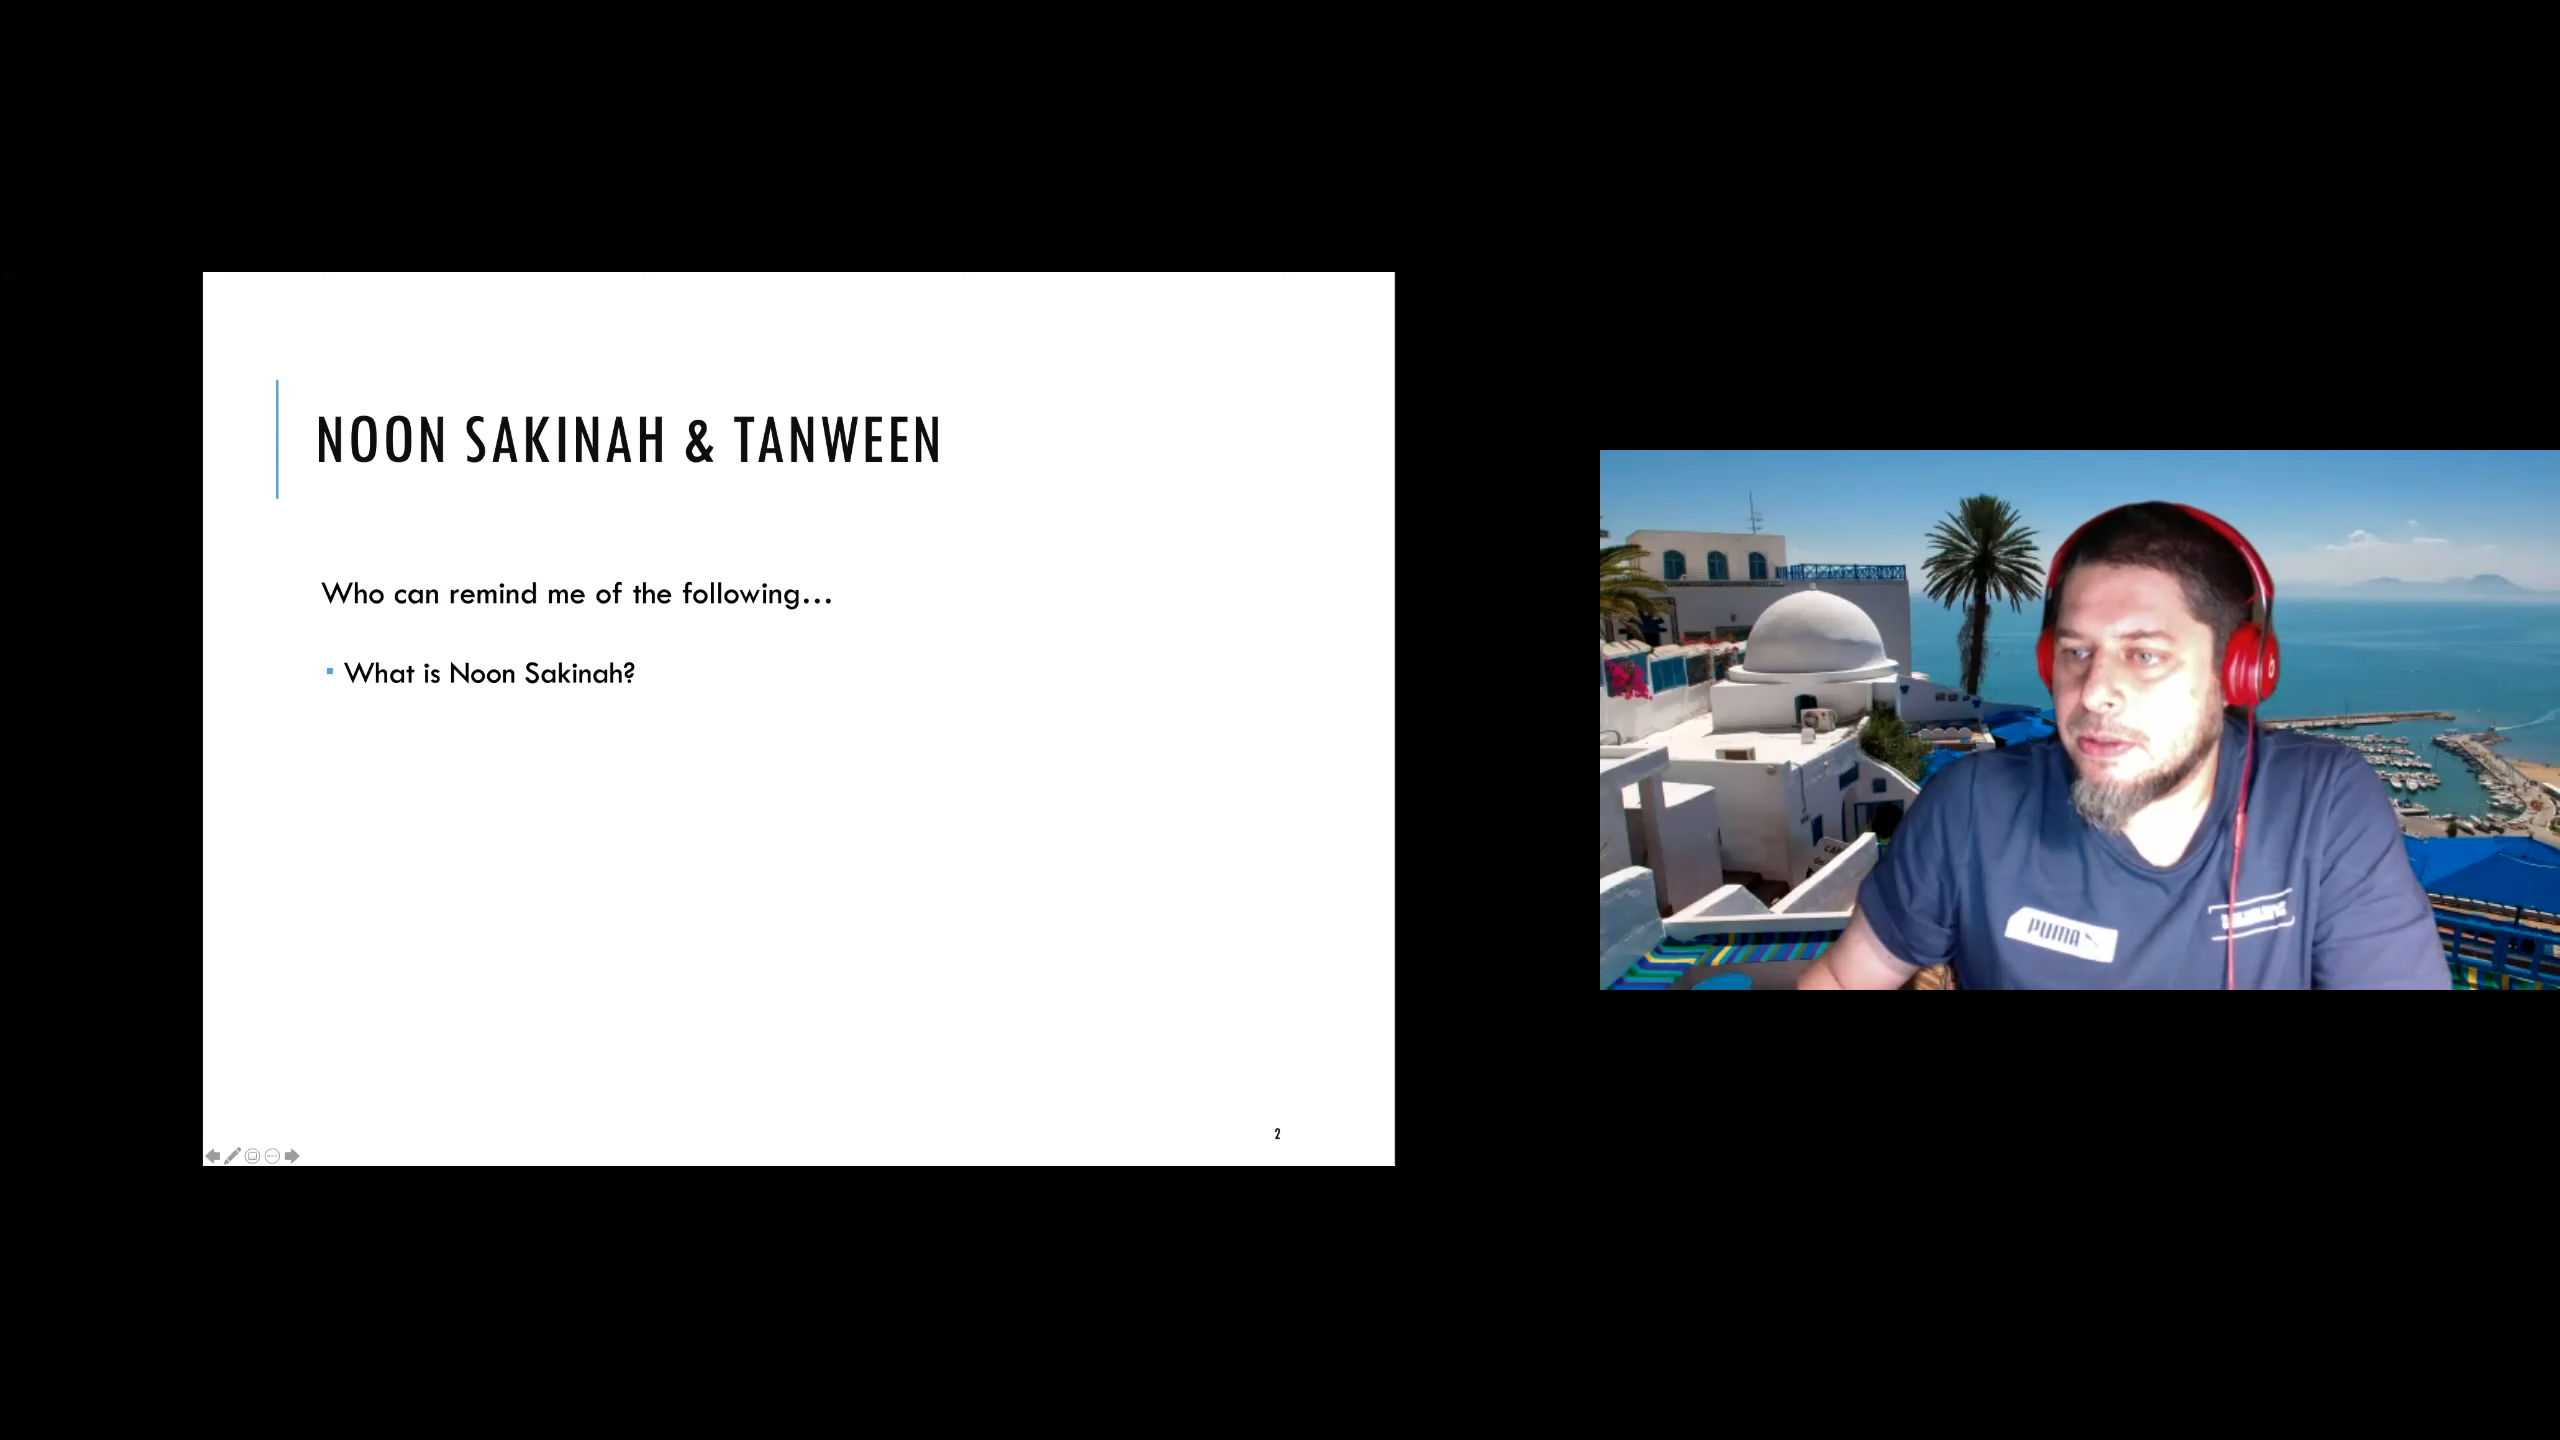 NOON SAKINAH & TANWEEN
Who can remind me of the following...
▪ What is Noon Sakinah?
2
PUMA